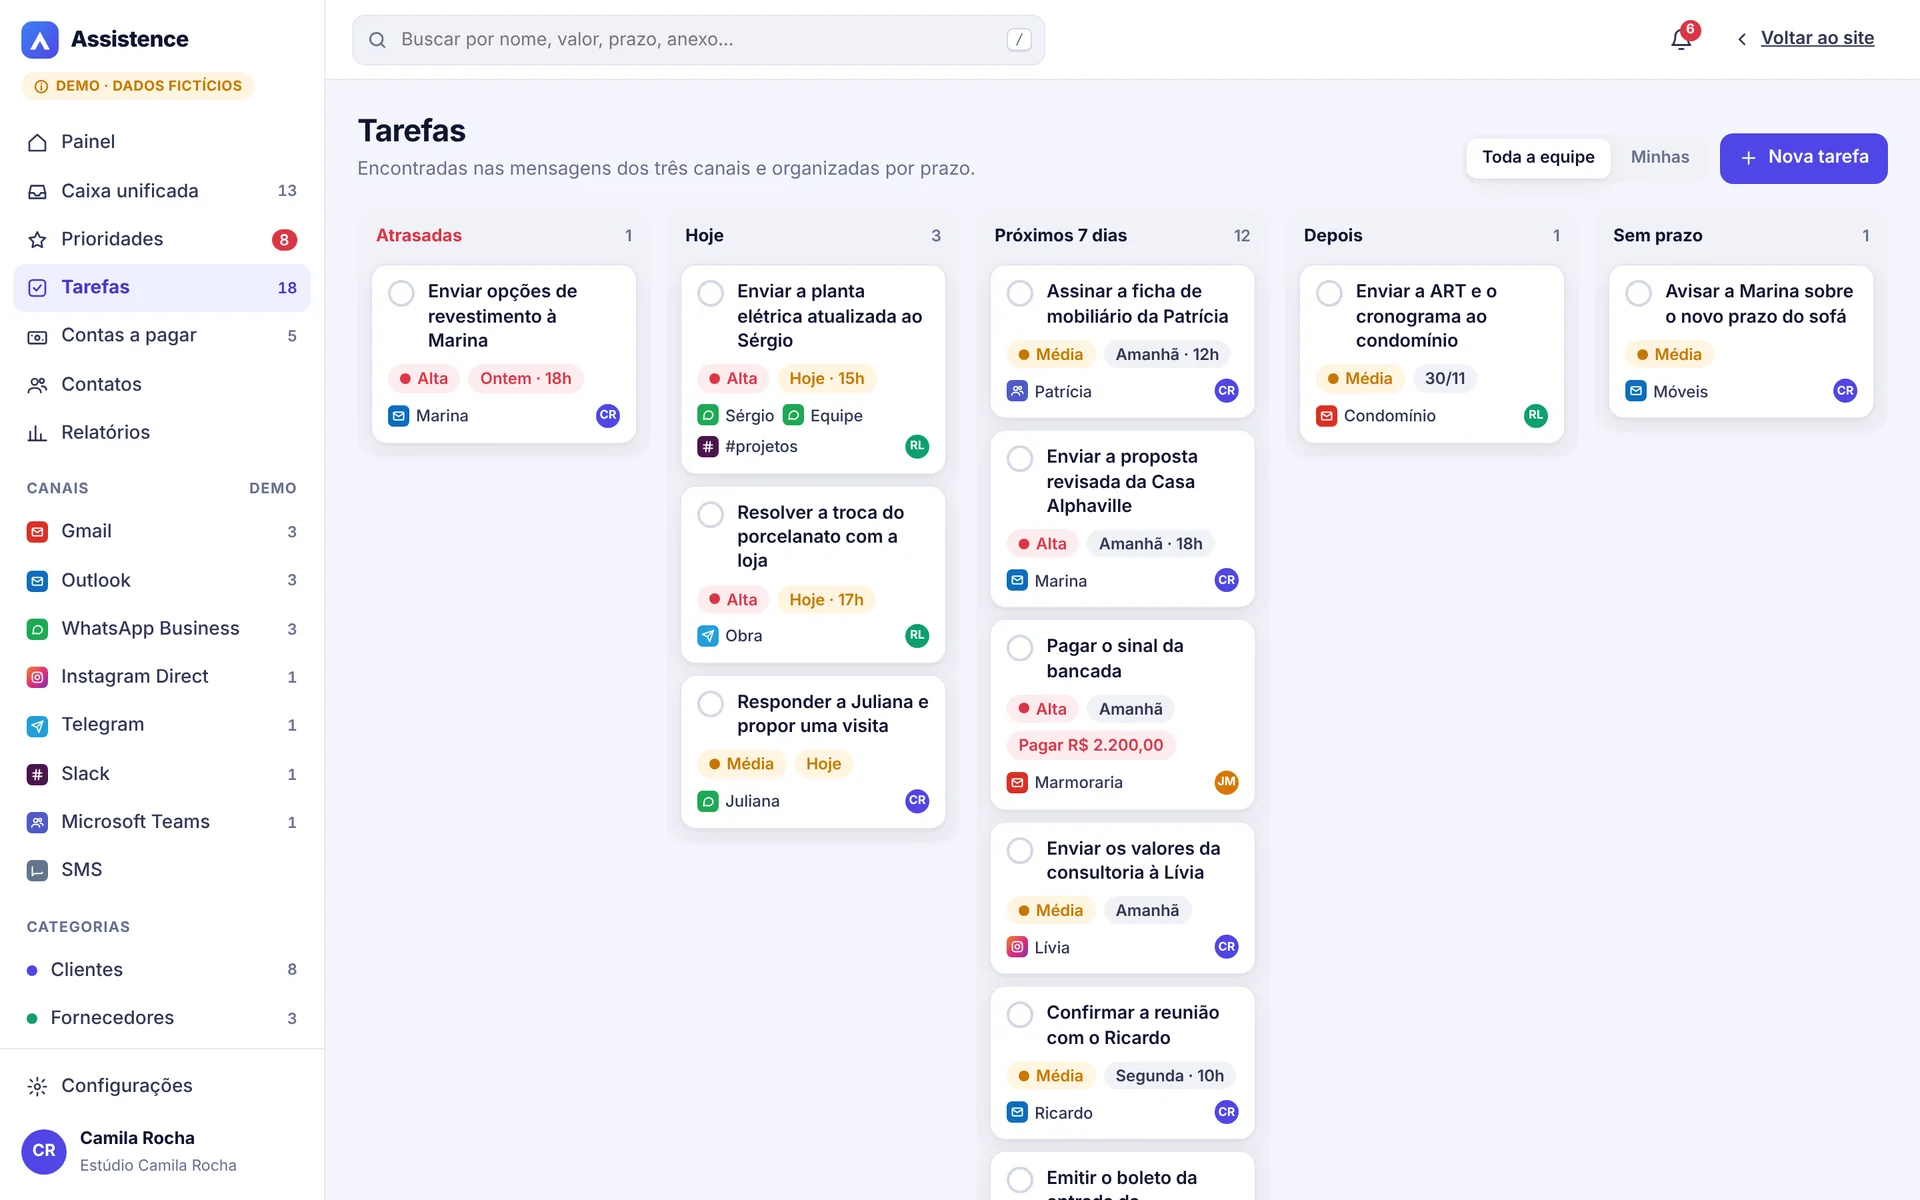 Assistence
DEMO · DADOS FICTÍCIOS
Painel
Caixa unificada 13
Prioridades 8
Tarefas 18
Contas a pagar 5
Contatos
Relatórios
CANAIS DEMO
Gmail 3
Outlook 3
WhatsApp Business 3
Instagram Direct 1
Telegram 1
Slack 1
Microsoft Teams 1
SMS
CATEGORIAS
Clientes 8
Fornecedores 3
Configurações
CR
Camila Rocha
Estúdio Camila Rocha
Buscar por nome, valor, prazo, anexo... /
6
Voltar ao site
Tarefas
Encontradas nas mensagens dos três canais e organizadas por prazo.
Toda a equipe
Minhas
+ Nova tarefa
Atrasadas 1
Enviar opções de
revestimento à
Marina
Alta Ontem · 18h
Marina CR
Hoje 3
Enviar a planta
elétrica atualizada ao
Sérgio
Alta Hoje · 15h
Sérgio Equipe
#projetos RL
Resolver a troca do
porcelanato com a
loja
Alta Hoje · 17h
Obra RL
Responder a Juliana e
propor uma visita
Média Hoje
Juliana CR
Próximos 7 dias 12
Assinar a ficha de
mobiliário da Patrícia
Média Amanhã · 12h
Patrícia CR
Enviar a proposta
revisada da Casa
Alphaville
Alta Amanhã · 18h
Marina CR
Pagar o sinal da
bancada
Alta Amanhã
Pagar R$ 2.200,00
Marmoraria JM
Enviar os valores da
consultoria à Lívia
Média Amanhã
Lívia CR
Confirmar a reunião
com o Ricardo
Média Segunda · 10h
Ricardo CR
Emitir o boleto da
Depois 1
Enviar a ART e o
cronograma ao
condomínio
Média 30/11
Condomínio RL
Sem prazo 1
Avisar a Marina sobre
o novo prazo do sofá
Média
Móveis CR